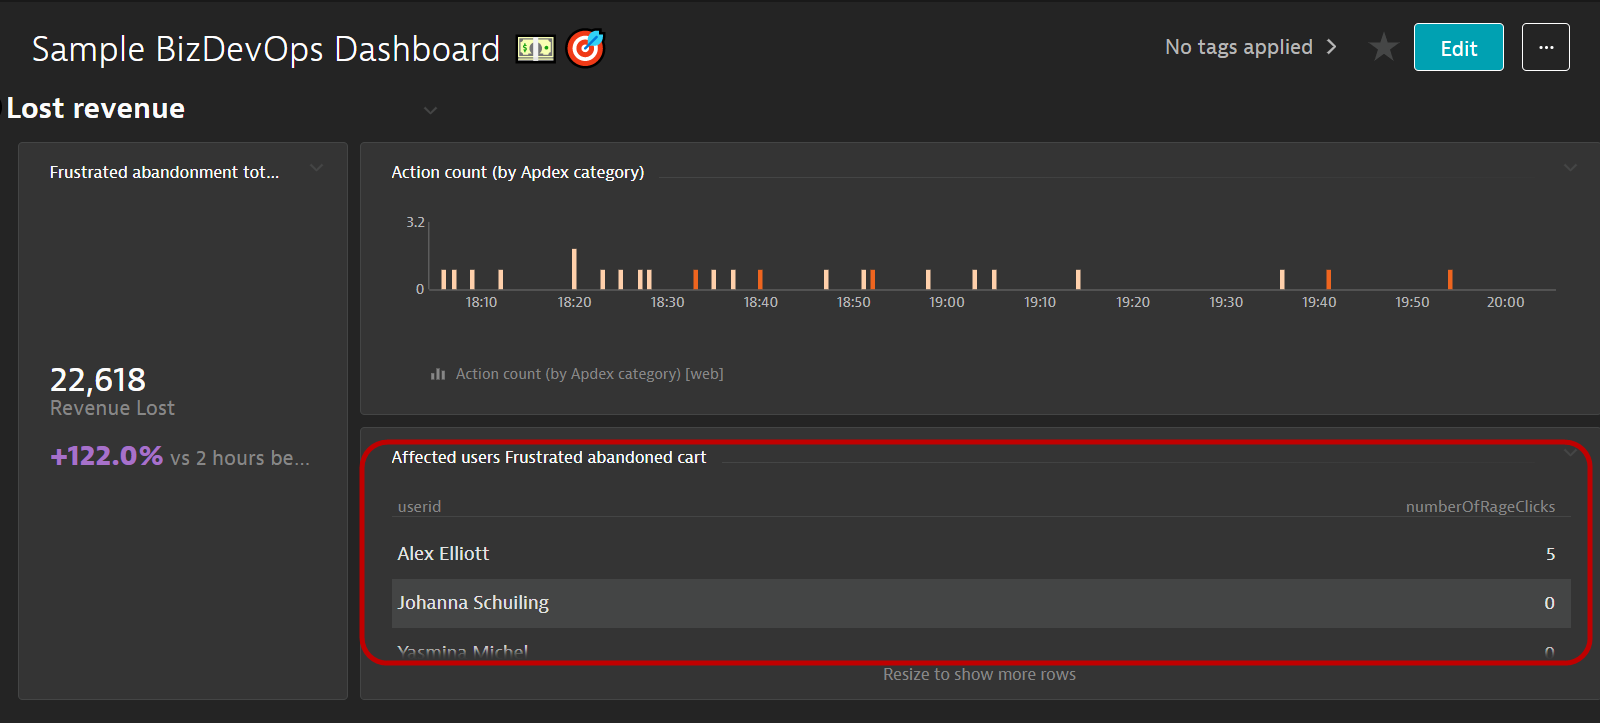 Sample BizDevOps Dashboard
No tags applied
Edit
...
Lost revenue
Frustrated abandonment tot...
22,618
Revenue Lost
+122.0% vs 2 hours be...
Action count (by Apdex category)
3.2
0
18:10 18:20 18:30 18:40 18:50 19:00 19:10 19:20 19:30 19:40 19:50 20:00
Action count (by Apdex category) [web]
Affected users Frustrated abandoned cart
userid numberOfRageClicks
Alex Elliott 5
Johanna Schuiling 0
Yasmina Michel 0
Resize to show more rows